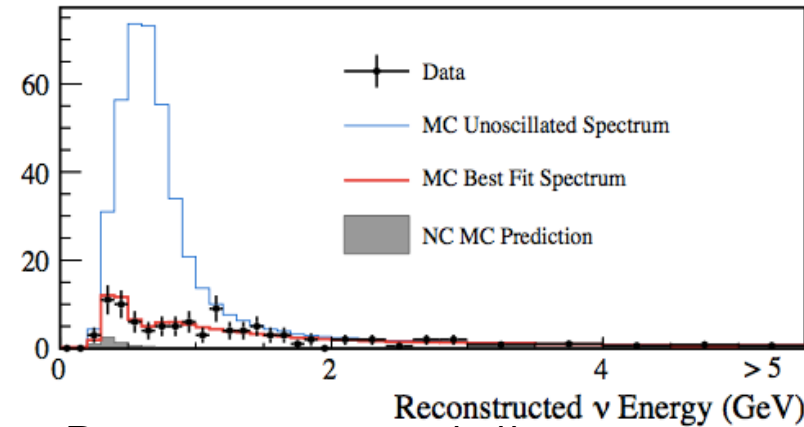 60
40
20
0
Data
MC Unoscillated Spectrum
MC Best Fit Spectrum
NC MC Prediction
0 2 4 > 5
Reconstructed ν Energy (GeV)